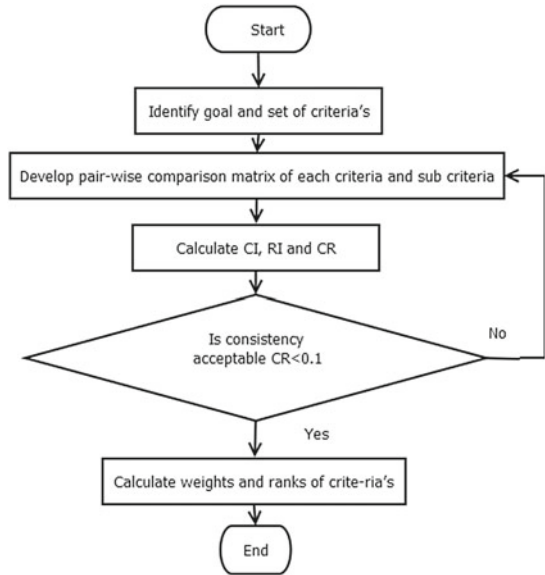 Start
Identify goal and set of criteria's
Develop pair-wise comparison matrix of each criteria and sub criteria
Calculate CI, RI and CR
Is consistency
acceptable CR<0.1
No
Yes
Calculate weights and ranks of crite-ria's
End